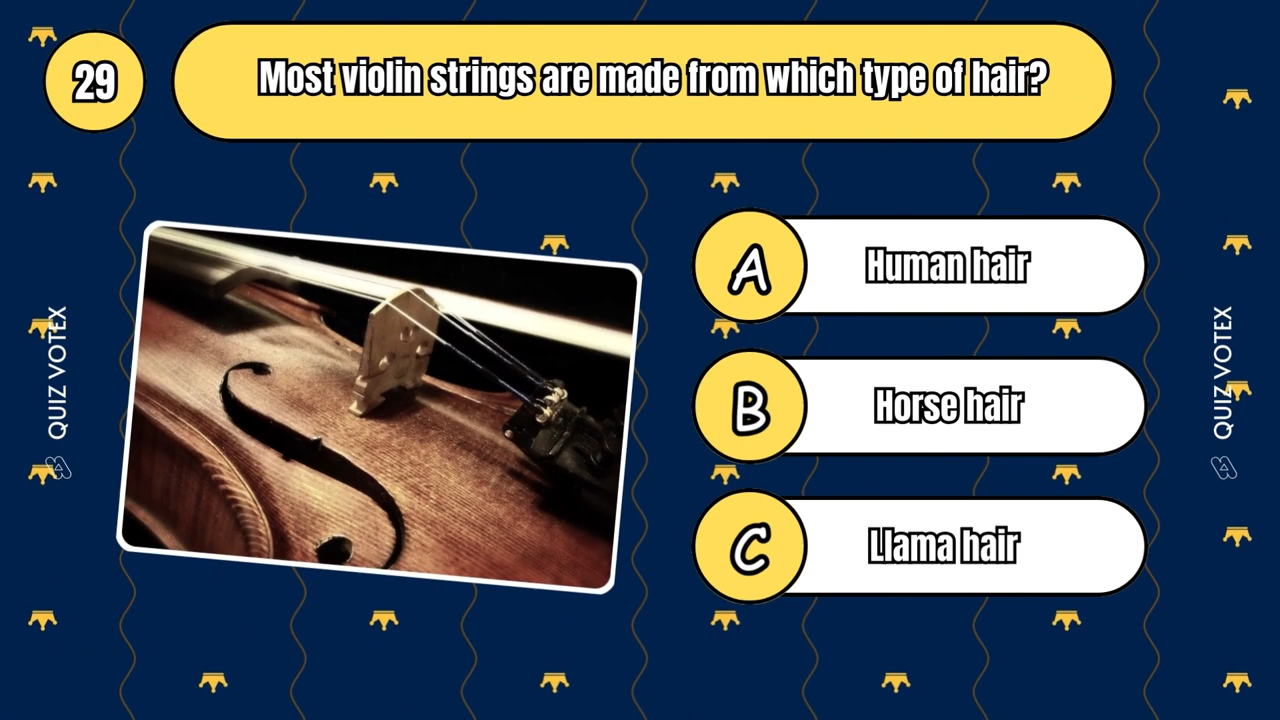 29
Most violin strings are made from which type of hair?
A
Human hair
B
Horse hair
C
Llama hair
QUIZ VOTEX
QUIZ VOTEX